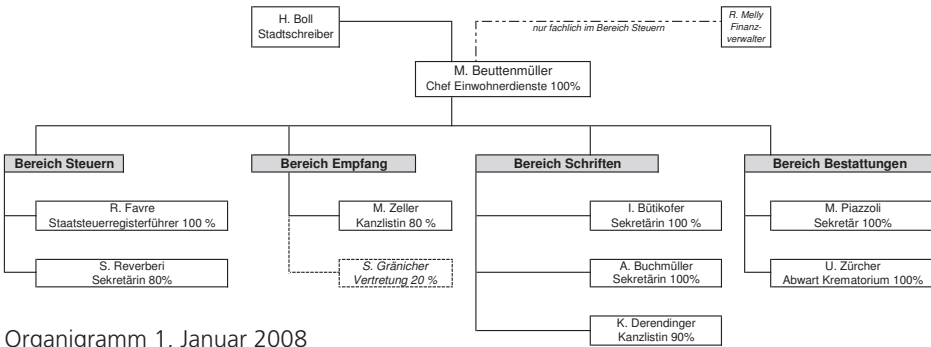 H. Boll
Stadtschreiber
nur fachlich im Bereich Steuern
R. Melly
Finanz-
verwalter
M. Beuttenmüller
Chef Einwohnerdienste 100%
Bereich Steuern
Bereich Empfang
Bereich Schriften
Bereich Bestattungen
R. Favre
Staatsteuerregisterführer 100 %
M. Zeller
Kanzlistin 80 %
I. Bütikofer
Sekretärin 100 %
M. Piazzoli
Sekretär 100%
S. Reverberi
Sekretärin 80%
S. Gränicher
Vertretung 20 %
A. Buchmüller
Sekretärin 100%
U. Zürcher
Abwart Krematorium 100%
K. Derendinger
Kanzlistin 90%
Organigramm 1. Januar 2008